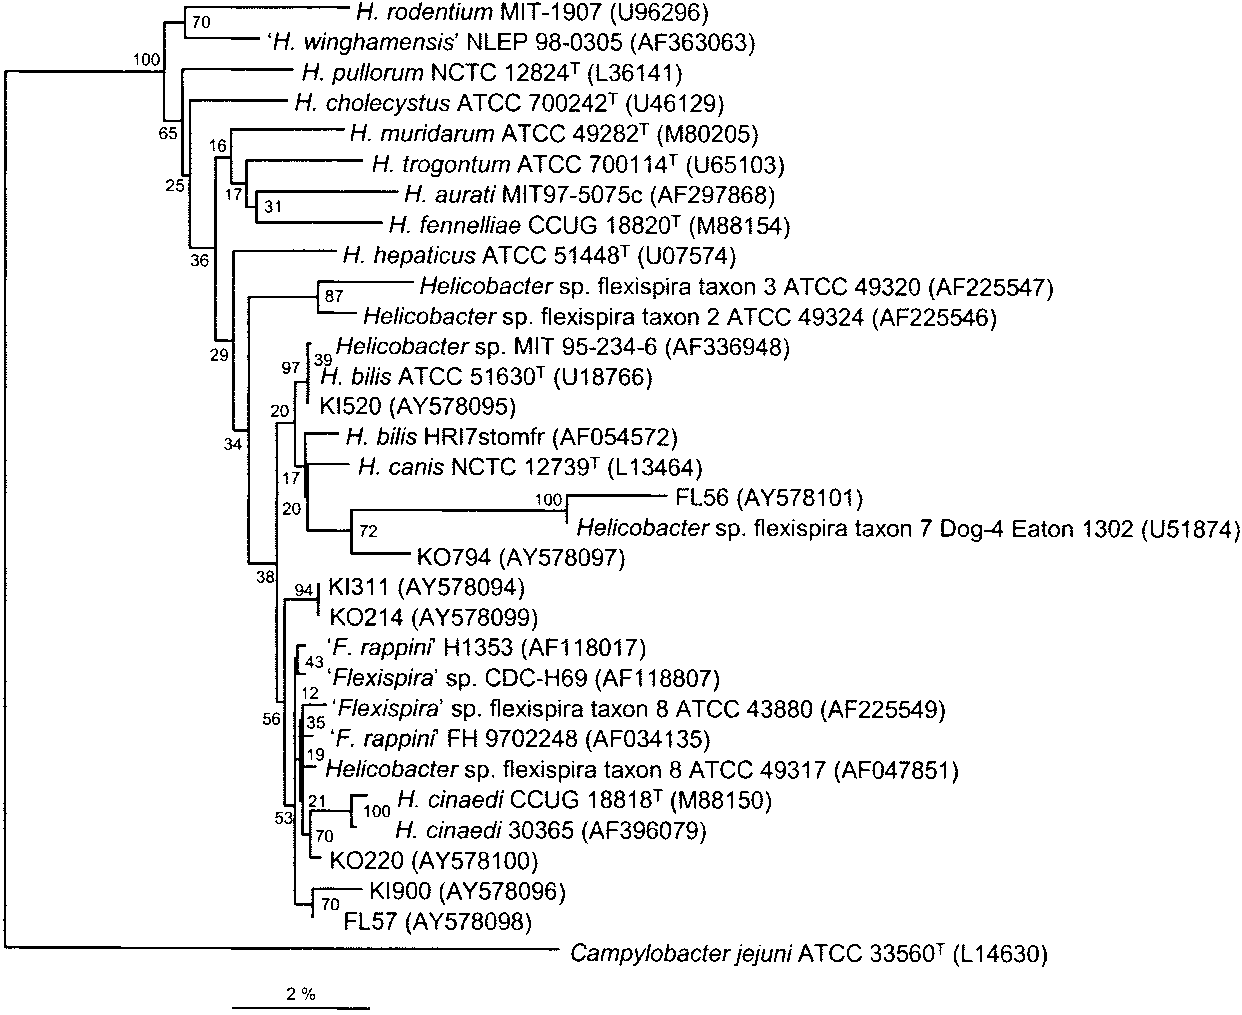 H. rodentium MIT-1907 (U96296)
70
'H. winghamensis' NLEP 98-0305 (AF363063)
100
H. pullorum NCTC 12824T (L36141)
H. cholecystus ATCC 700242T (U46129)
65
H. muridarum ATCC 49282T (M80205)
16
H. trogontum ATCC 700114T (U65103)
25
17
H. aurati MIT97-5075c (AF297868)
31
H. fennelliae CCUG 18820T (M88154)
36
H. hepaticus ATCC 51448T (U07574)
Helicobacter sp. flexispira taxon 3 ATCC 49320 (AF225547)
87
Helicobacter sp. flexispira taxon 2 ATCC 49324 (AF225546)
29
Helicobacter sp. MIT 95-234-6 (AF336948)
97
39
H. bilis ATCC 51630T (U18766)
KI520 (AY578095)
20
34
H. bilis HRI7stomfr (AF054572)
H. canis NCTC 12739T (L13464)
17
FL56 (AY578101)
100
20
Helicobacter sp. flexispira taxon 7 Dog-4 Eaton 1302 (U51874)
72
KO794 (AY578097)
38
KI311 (AY578094)
94
KO214 (AY578099)
'F. rappini' H1353 (AF118017)
43
'Flexispira' sp. CDC-H69 (AF118807)
12
'Flexispira' sp. flexispira taxon 8 ATCC 43880 (AF225549)
56
35
'F. rappini' FH 9702248 (AF034135)
19
Helicobacter sp. flexispira taxon 8 ATCC 49317 (AF047851)
21
H. cinaedi CCUG 18818T (M88150)
100
53
H. cinaedi 30365 (AF396079)
70
KO220 (AY578100)
KI900 (AY578096)
70
FL57 (AY578098)
Campylobacter jejuni ATCC 33560T (L14630)
2 %